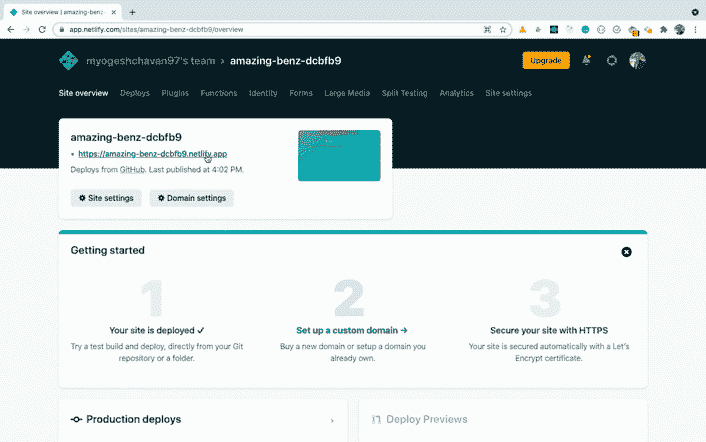 Site overview | amazing-benz-dc
app.netlify.com/sites/amazing-benz-dcbfb9/overview
myogeshchavan97's team > amazing-benz-dcbfb9
Upgrade
Site overview Deploys Plugins Functions Identity Forms Large Media Split Testing Analytics Site settings
amazing-benz-dcbfb9
https://amazing-benz-dcbfb9.netlify.app
Deploys from GitHub. Last published at 4:02 PM.
Site settings Domain settings
Getting started
1 2 3
Your site is deployed ✓ Set up a custom domain → Secure your site with HTTPS
Try a test build and deploy, directly from your Git Buy a new domain or setup a domain you Your site is secured automatically with a Let's
repository or a folder. already own. Encrypt certificate.
Production deploys Deploy Previews